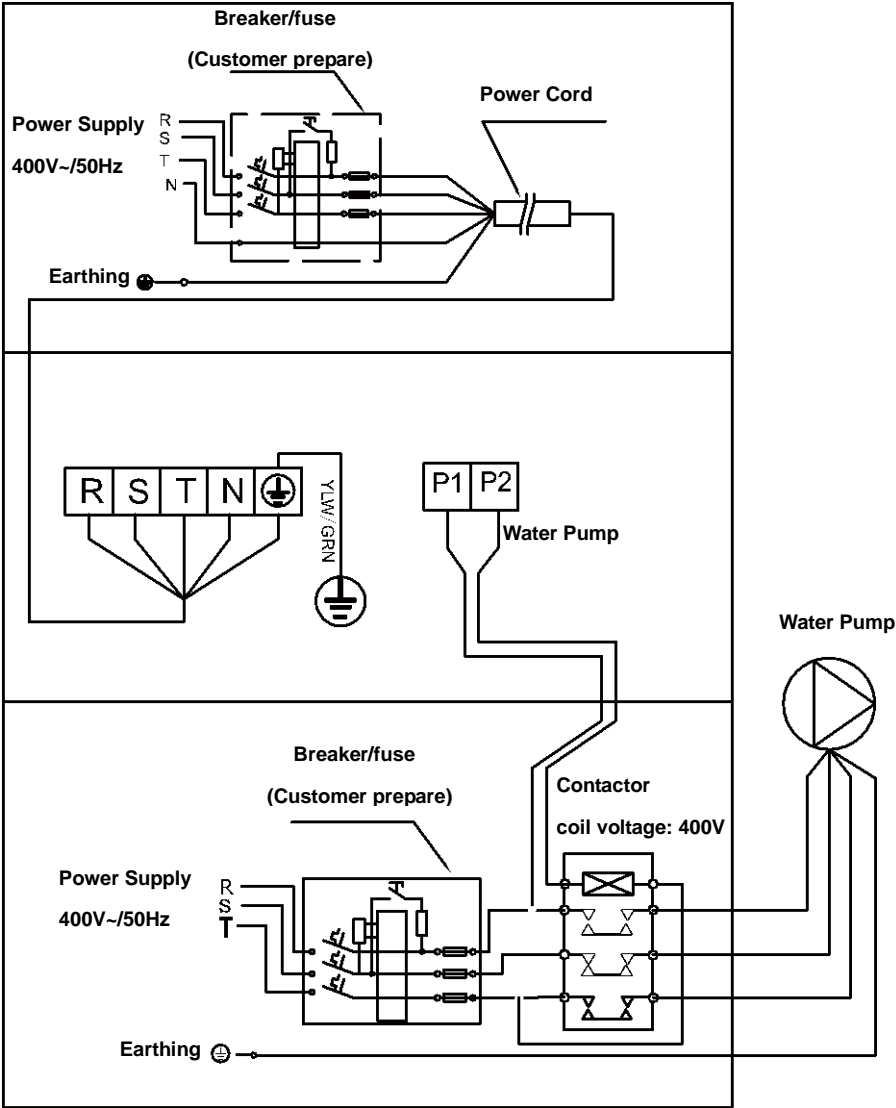 Breaker/fuse
(Customer prepare)
Power Cord
Power Supply
400V~/50Hz
R
S
T
N
Earthing
R S T N
YLW/GRN
P1 P2
Water Pump
Water Pump
Breaker/fuse
(Customer prepare)
Contactor
coil voltage: 400V
Power Supply
400V~/50Hz
R
S
T
Earthing